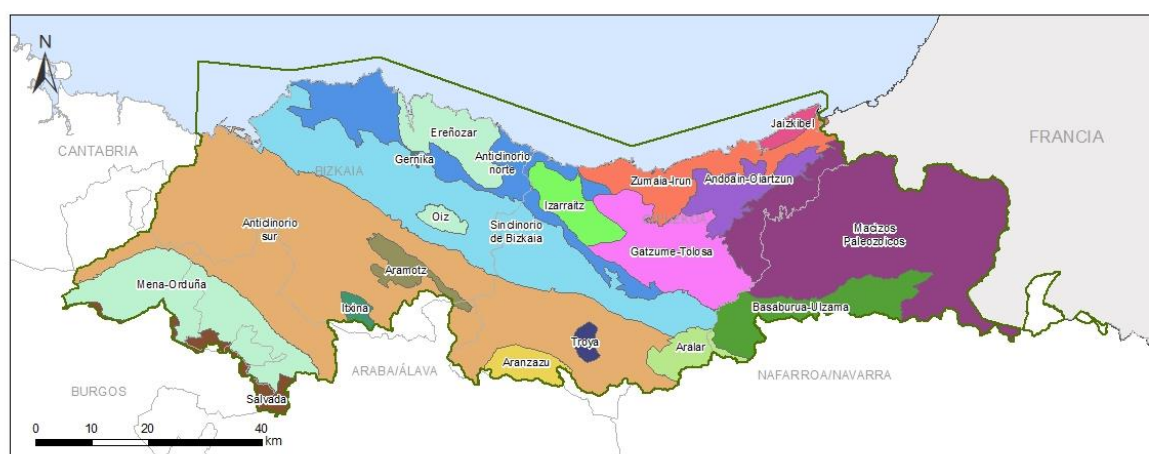 N
CANTABRIA
FRANCIA
Jaizkibel
Ereñozar
Gernika
Anticlinorio
norte
BIZKAIA
Zumaia-Irun
Andoain-Oiartzun
Izarraitz
Oiz
Sinclinorio
de Bizkaia
Anticlinorio
sur
Macizos
Paleozoicos
Gatzume-Tolosa
Aramotz
Mena-Orduña
Itxina
Basaburua-Ulzama
Troya
Aralar
Aranzazu
ARABA/ÁLAVA
NAFARROA/NAVARRA
BURGOS
Salvada
0 10 20 40
km